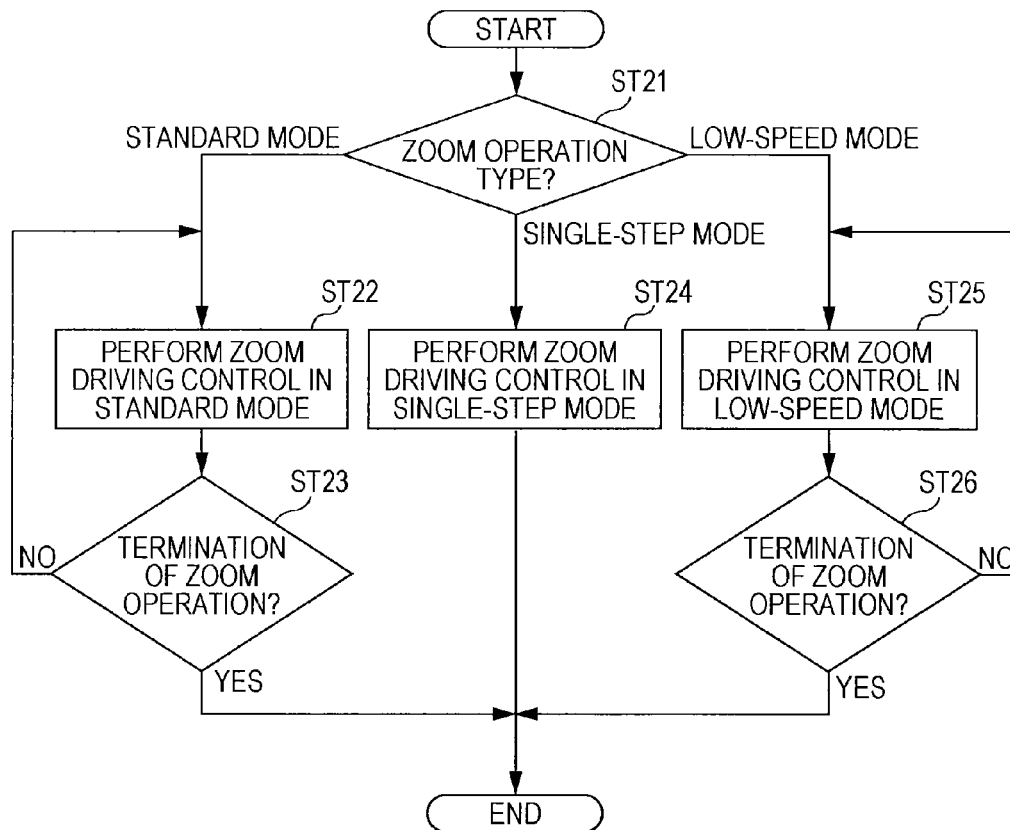 START
ST21
STANDARD MODE
ZOOM OPERATION
TYPE?
LOW-SPEED MODE
SINGLE-STEP MODE
ST22
PERFORM ZOOM
DRIVING CONTROL IN
STANDARD MODE
ST24
PERFORM ZOOM
DRIVING CONTROL IN
SINGLE-STEP MODE
ST25
PERFORM ZOOM
DRIVING CONTROL IN
LOW-SPEED MODE
ST23
TERMINATION
OF ZOOM
OPERATION?
NO
YES
ST26
TERMINATION
OF ZOOM
OPERATION?
NO
YES
END